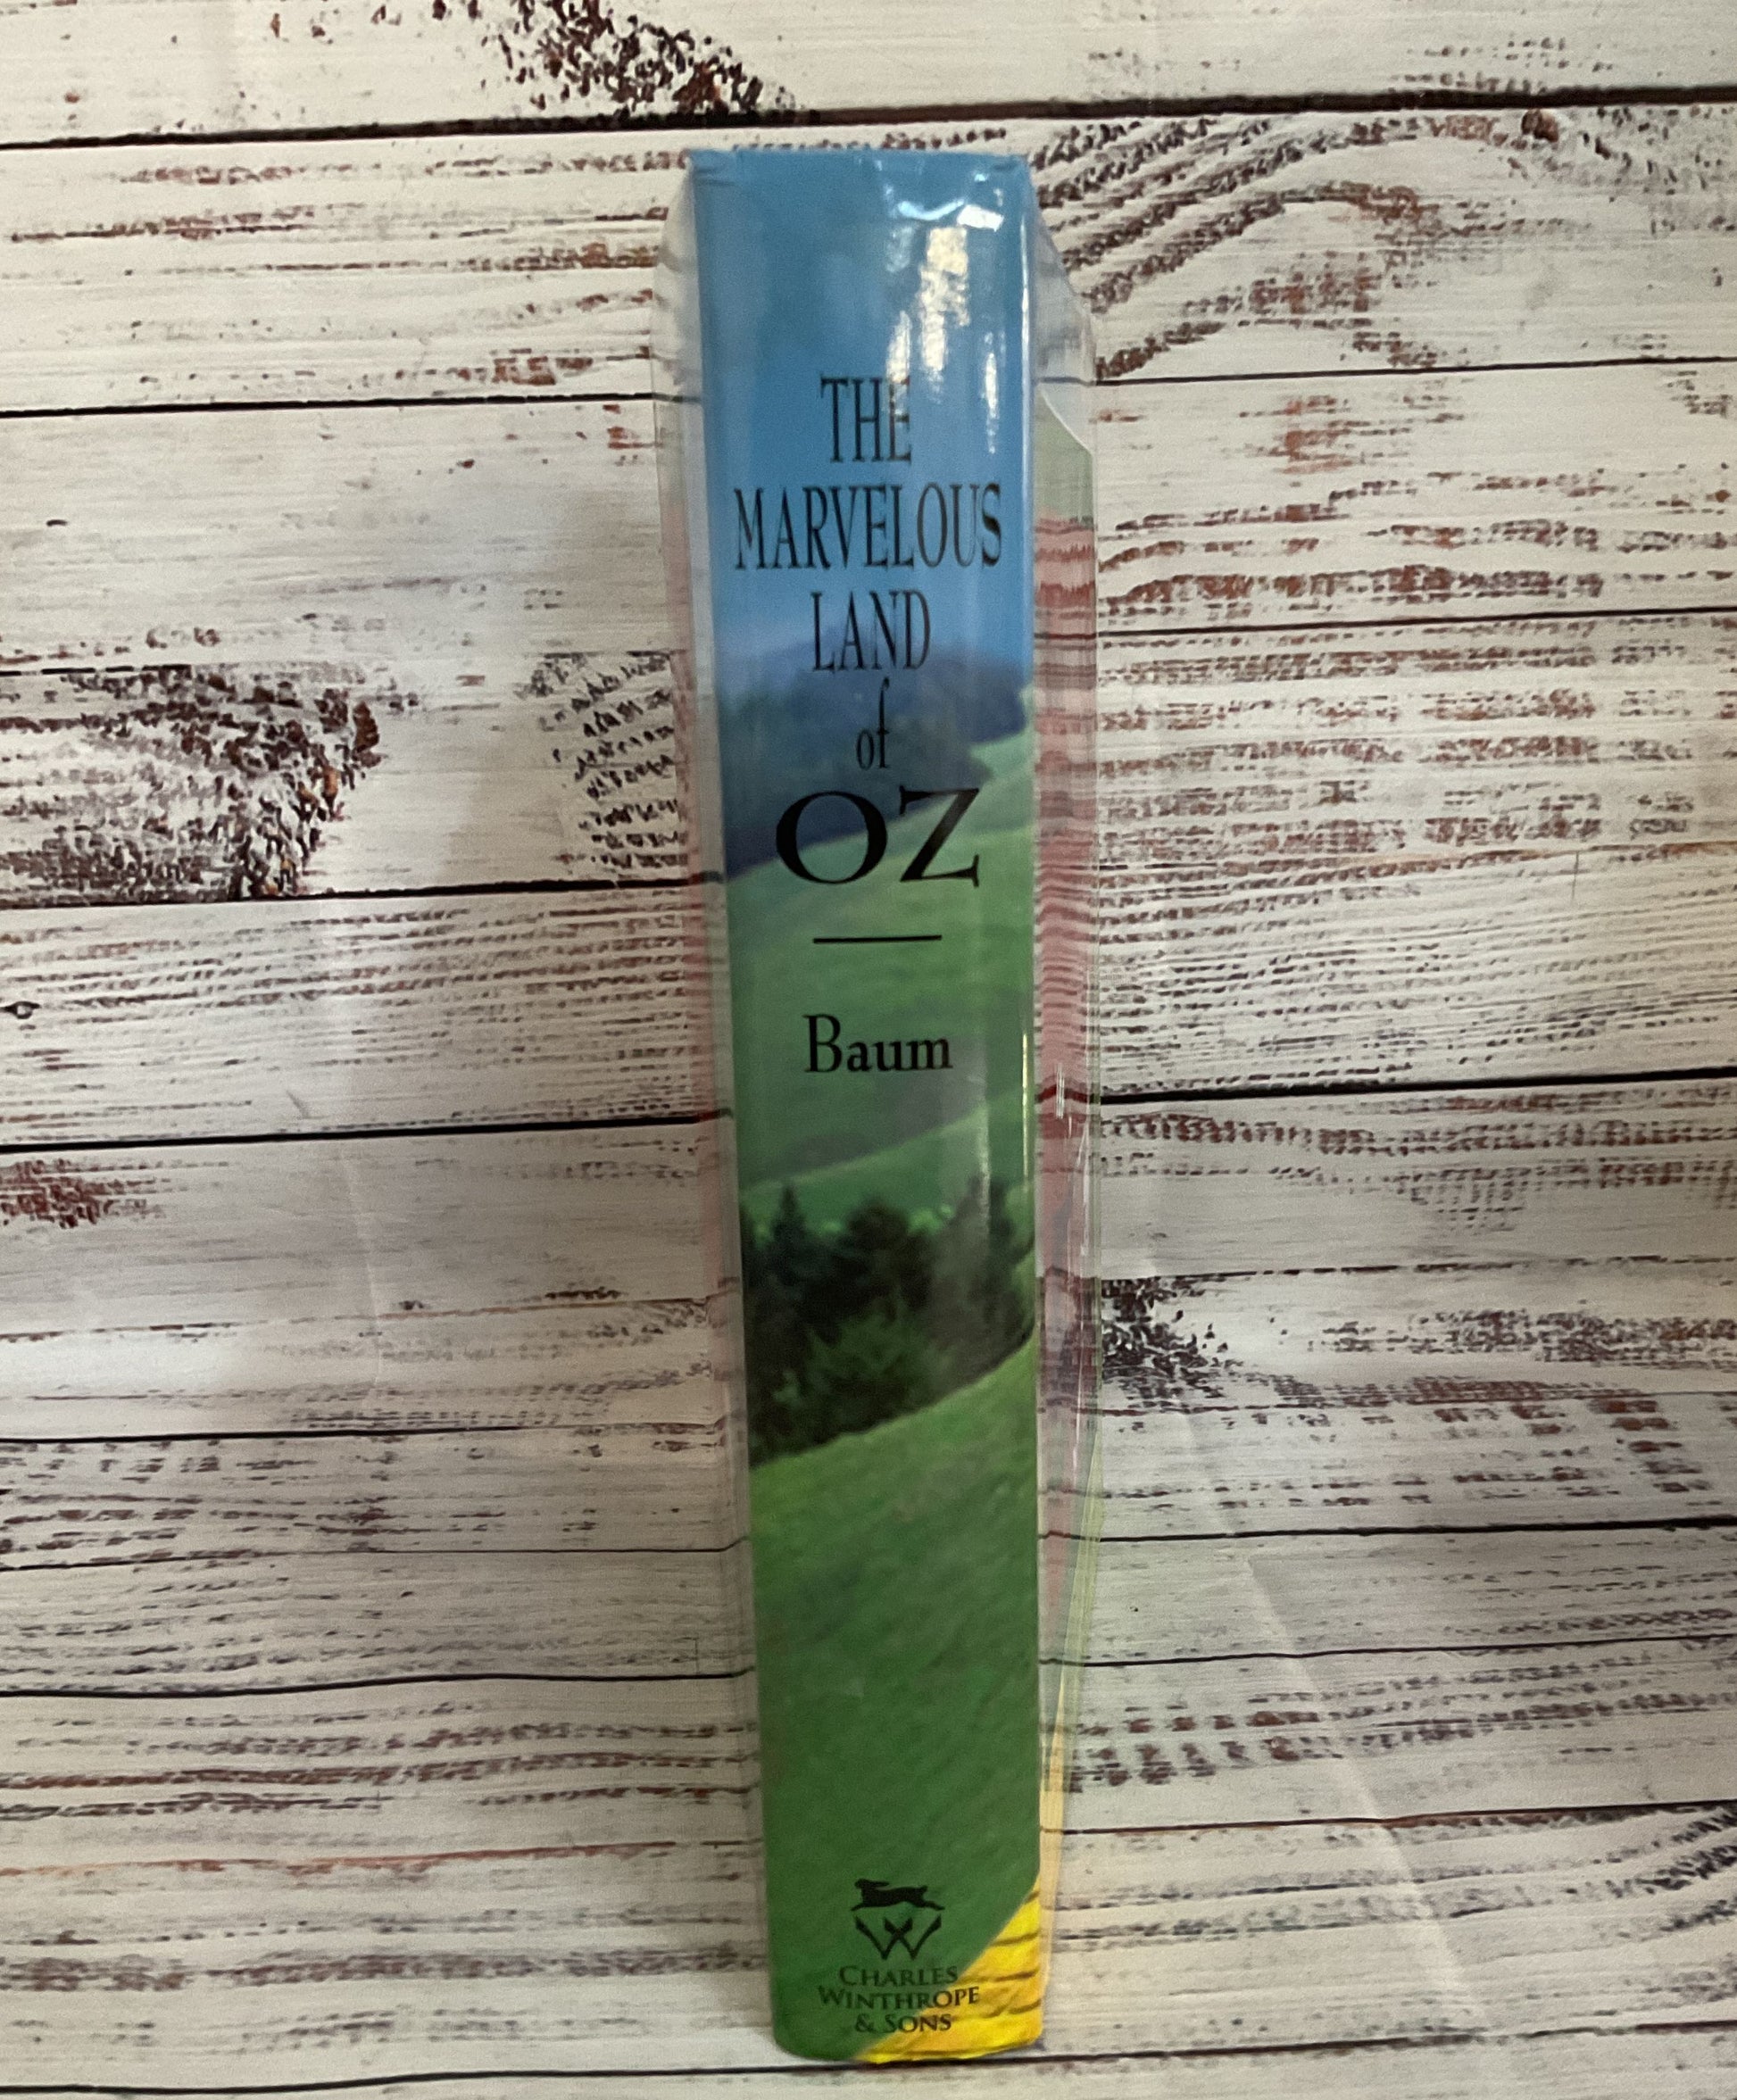 THE
MARVELOUS
LAND
of
OZ
Baum
W
CHARLES
WINTHROPE
& SONS